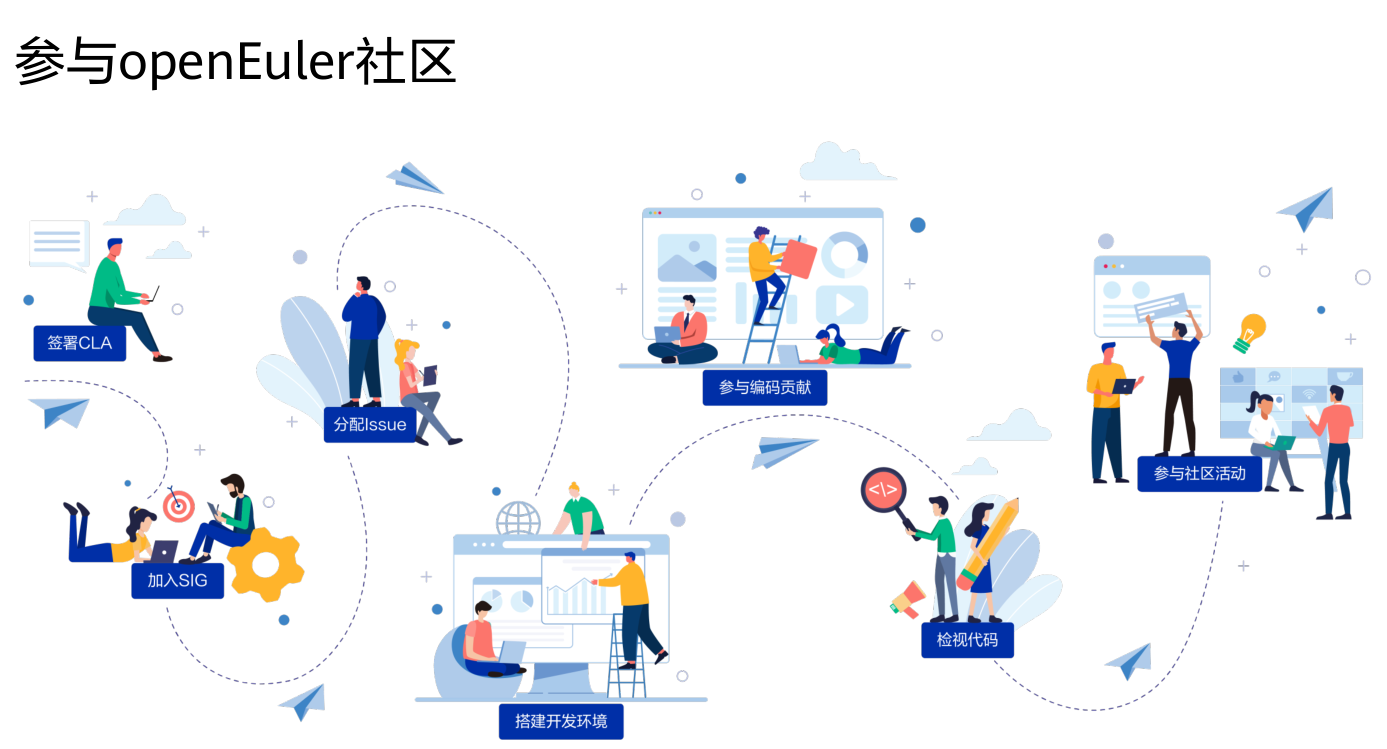 参与openEuler社区
签署CLA
加入SIG
分配Issue
搭建开发环境
参与编码贡献
</>
检视代码
参与社区活动